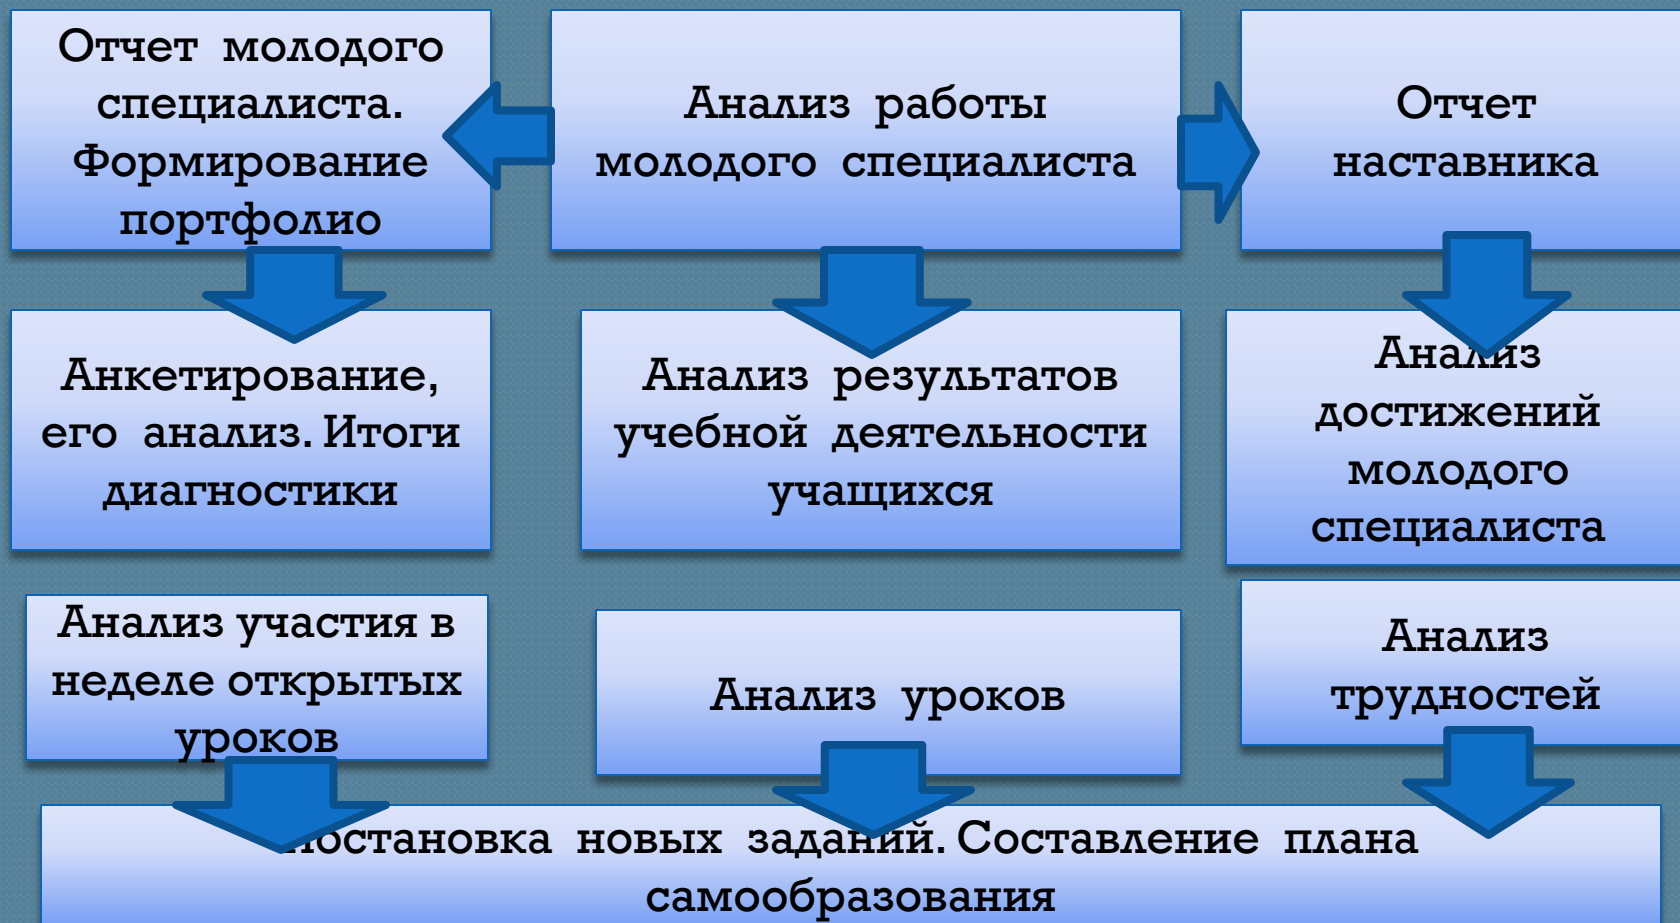 Отчет молодого
специалиста.
Формирование
портфолио
Анализ работы
молодого специалиста
Отчет
наставника
Анкетирование,
его анализ. Итоги
диагностики
Анализ результатов
учебной деятельности
учащихся
Анализ
достижений
молодого
специалиста
Анализ участия в
неделе открытых
уроков
Анализ уроков
Анализ
трудностей
Постановка новых заданий. Составление плана
самообразования